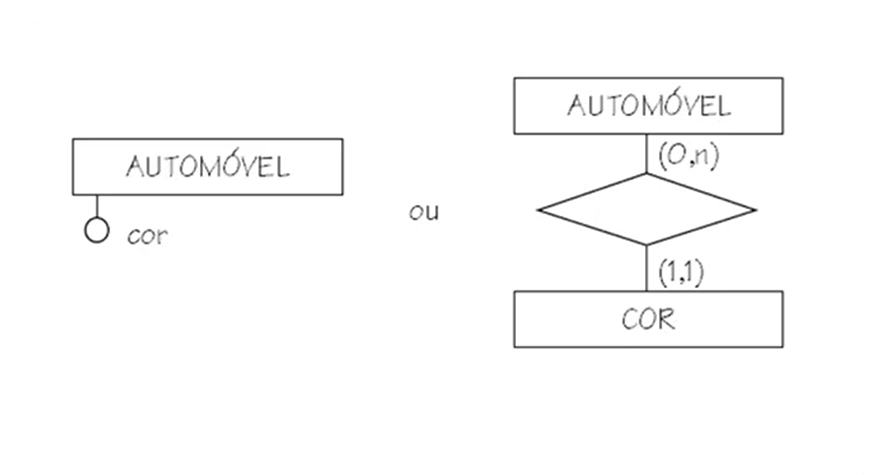 AUTOMÓVEL
cor
ou
AUTOMÓVEL
(0,n)
(1,1)
COR